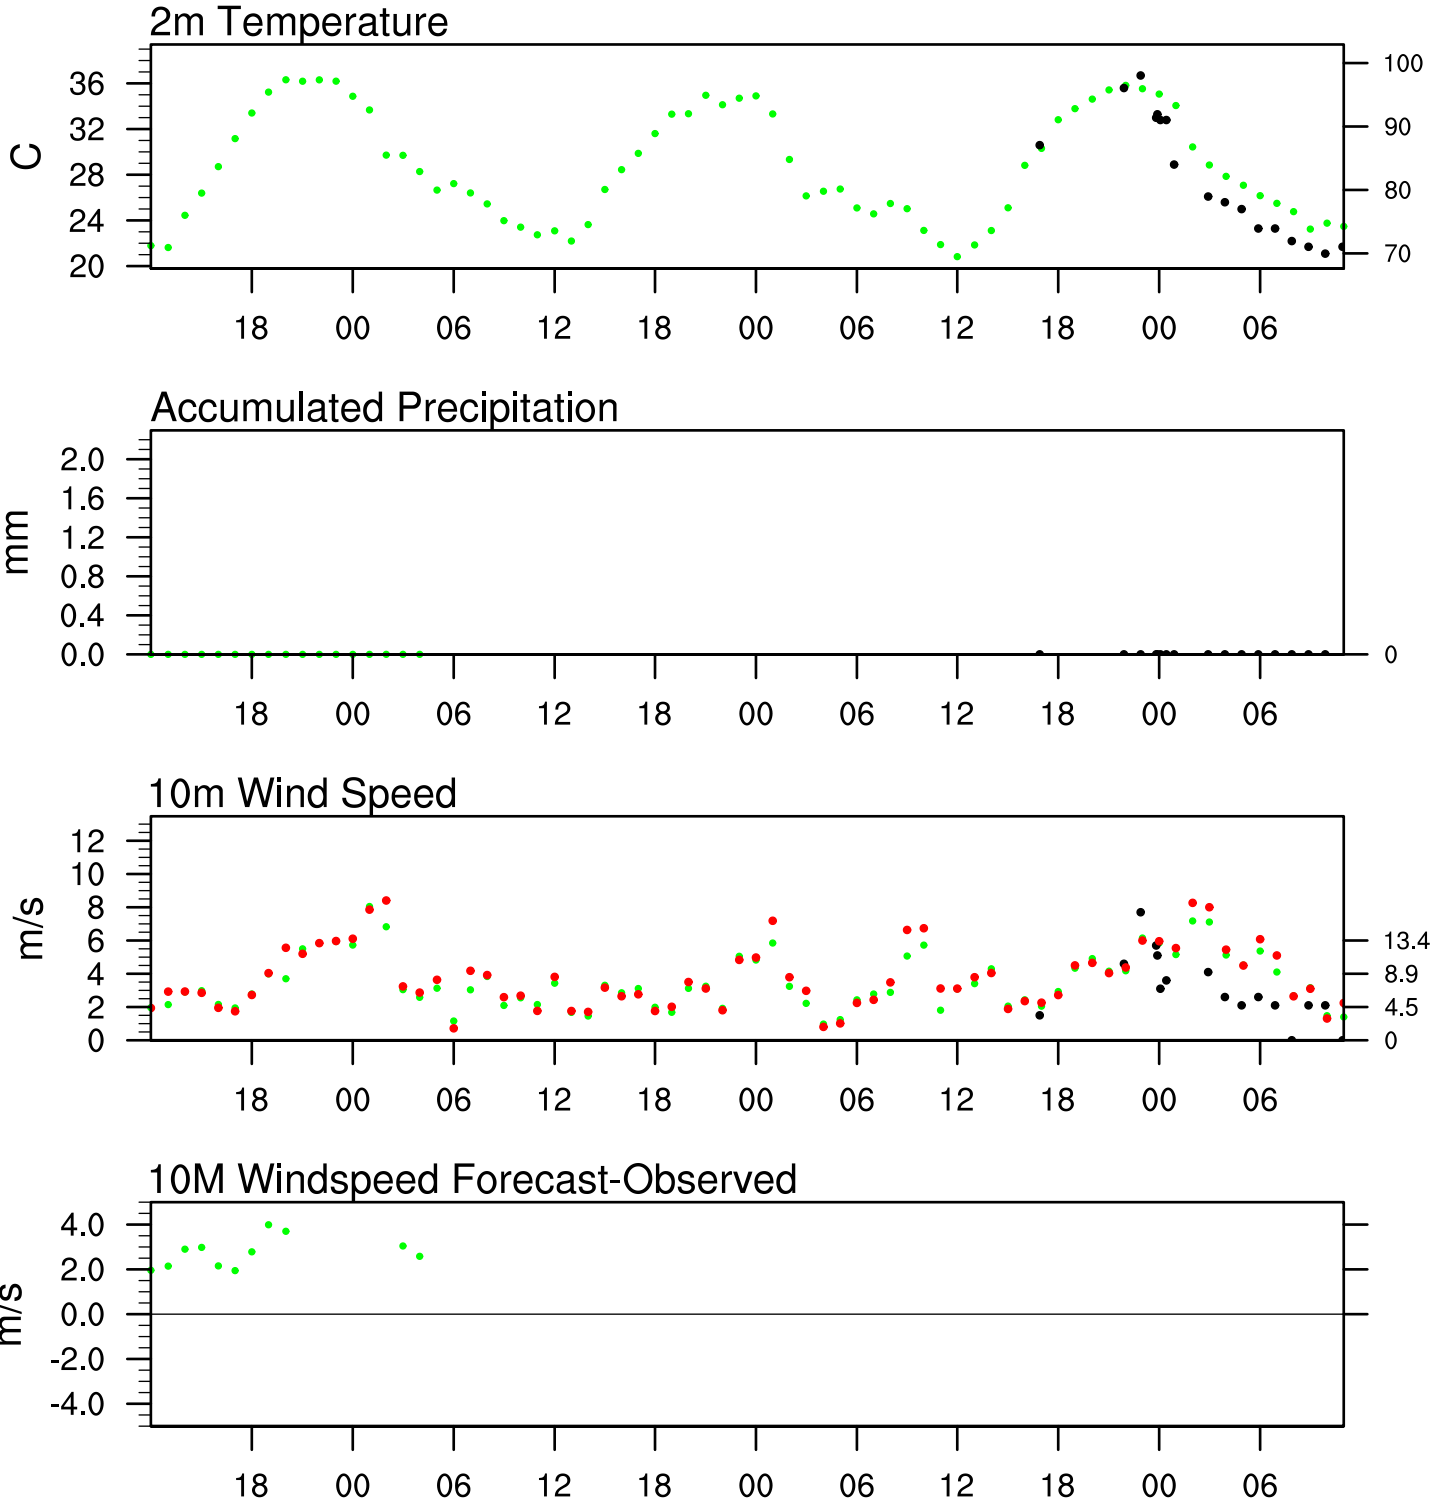 2m Temperature
C
36
32
28
24
20
100
90
80
70
18 00 06 12 18 00 06 12 18 00 06
Accumulated Precipitation
mm
2.0
1.6
1.2
0.8
0.4
0.0
0
18 00 06 12 18 00 06 12 18 00 06
10m Wind Speed
m/s
12
10
8
6
4
2
0
13.4
8.9
4.5
0
18 00 06 12 18 00 06 12 18 00 06
10M Windspeed Forecast-Observed
m/s
4.0
2.0
0.0
-2.0
-4.0
18 00 06 12 18 00 06 12 18 00 06